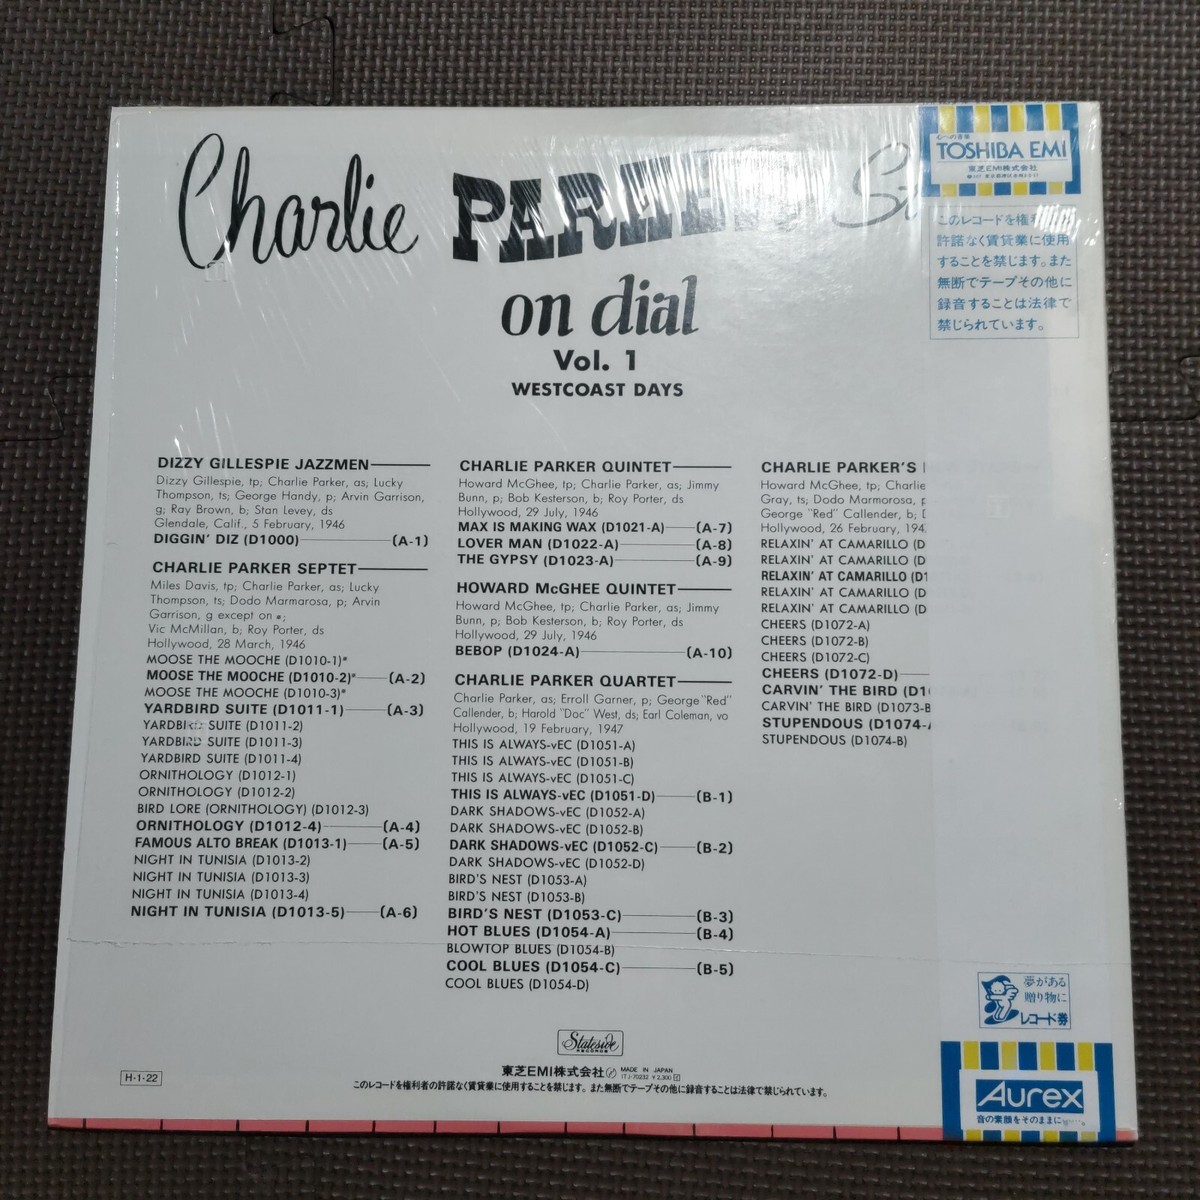 Charlie PARKER St
on dial
Vol. 1
WESTCOAST DAYS
DIZZY GILLESPIE JAZZMEN
Dizzy Gillespie, tp; Charlie Parker, as; Lucky
Thompson, ts; George Handy, p; Arvin Garrison,
g; Ray Brown, b; Stan Levey, ds
Glendale, Calif., 5 February, 1946
DIGGIN' DIZ (D1000) (A-1)
CHARLIE PARKER SEPTET
Miles Davis, tp; Charlie Parker, as; Lucky
Thompson, ts; Dodo Marmarosa, p; Arvin
Garrison, g except on *;
Vic McMillan, b; Roy Porter, ds
Hollywood, 28 March, 1946
MOOSE THE MOOCHE (D1010-1)*
MOOSE THE MOOCHE (D1010-2)* (A-2)
MOOSE THE MOOCHE (D1010-3)*
YARDBIRD SUITE (D1011-1) (A-3)
YARDBIRD SUITE (D1011-2)
YARDBIRD SUITE (D1011-3)
YARDBIRD SUITE (D1011-4)
ORNITHOLOGY (D1012-1)
ORNITHOLOGY (D1012-2)
BIRD LORE (ORNITHOLOGY) (D1012-3)
ORNITHOLOGY (D1012-4) (A-4)
FAMOUS ALTO BREAK (D1013-1) (A-5)
NIGHT IN TUNISIA (D1013-2)
NIGHT IN TUNISIA (D1013-3)
NIGHT IN TUNISIA (D1013-4)
NIGHT IN TUNISIA (D1013-5) (A-6)
CHARLIE PARKER QUINTET
Howard McGhee, tp; Charlie Parker, as; Jimmy
Bunn, p; Bob Kesterson, b; Roy Porter, ds
Hollywood, 29 July, 1946
MAX IS MAKING WAX (D1021-A) (A-7)
LOVER MAN (D1022-A) (A-8)
THE GYPSY (D1023-A) (A-9)
HOWARD McGHEE QUINTET
Howard McGhee, tp; Charlie Parker, as; Jimmy
Bunn, p; Bob Kesterson, b; Roy Porter, ds
Hollywood, 29 July, 1946
BEBOP (D1024-A) (A-10)
CHARLIE PARKER QUARTET
Charlie Parker, as; Erroll Garner, p; George "Red"
Callender, b; Harold "Doc" West, ds; Earl Coleman, vo
Hollywood, 19 February, 1947
THIS IS ALWAYS-vEC (D1051-A)
THIS IS ALWAYS-vEC (D1051-B)
THIS IS ALWAYS-vEC (D1051-C)
THIS IS ALWAYS-vEC (D1051-D) (B-1)
DARK SHADOWS-vEC (D1052-A)
DARK SHADOWS-vEC (D1052-B)
DARK SHADOWS-vEC (D1052-C) (B-2)
DARK SHADOWS-vEC (D1052-D)
BIRD'S NEST (D1053-A)
BIRD'S NEST (D1053-B)
BIRD'S NEST (D1053-C) (B-3)
HOT BLUES (D1054-A) (B-4)
BLOWTOP BLUES (D1054-B)
COOL BLUES (D1054-C) (B-5)
COOL BLUES (D1054-D)
CHARLIE PARKER'S
Howard McGhee, tp; Charlie Parker, as;
Gray, ts; Dodo Marmorosa, p
George "Red" Callender, b;
Hollywood, 26 February, 194
RELAXIN' AT CAMARILLO (D
RELAXIN' AT CAMARILLO (D
RELAXIN' AT CAMARILLO (D1
RELAXIN' AT CAMARILLO (D
RELAXIN' AT CAMARILLO (D
CHEERS (D1072-A)
CHEERS (D1072-B)
CHEERS (D1072-C)
CHEERS (D1072-D)
CARVIN' THE BIRD (D1
CARVIN' THE BIRD (D1073-B
STUPENDOUS (D1074-A
STUPENDOUS (D1074-B)
心への音楽
TOSHIBA EMI
東芝EMI株式会社
このレコードを権利者の
許諾なく賃貸業に使用
することを禁じます。また
無断でテープその他に
録音することは法律で
禁じられています。
夢がある
贈り物に
レコード券
Aurex
音の素顔をそのままに
Stateside
東芝EMI株式会社 MADE IN JAPAN
ITJ-70232 ¥2,300
このレコードを権利者の許諾なく賃貸業に使用することを禁じます。また無断でテープその他に録音することは法律で禁じられています。
H-1-22